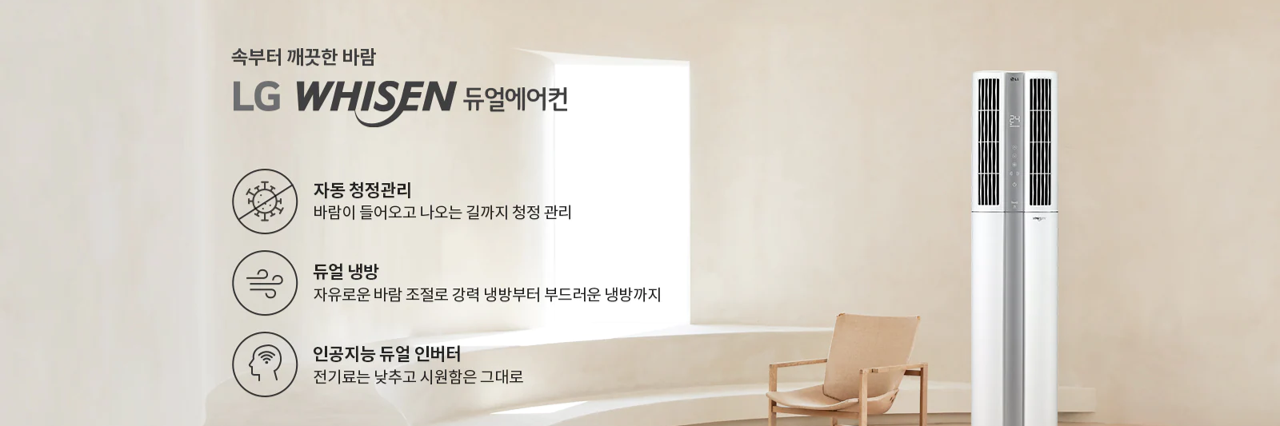 속부터 깨끗한 바람
LG WHISEN 듀얼에어컨
자동 청정관리
바람이 들어오고 나오는 길까지 청정 관리
듀얼 냉방
자유로운 바람 조절로 강력 냉방부터 부드러운 냉방까지
인공지능 듀얼 인버터
전기료는 낮추고 시원함은 그대로
LG
24